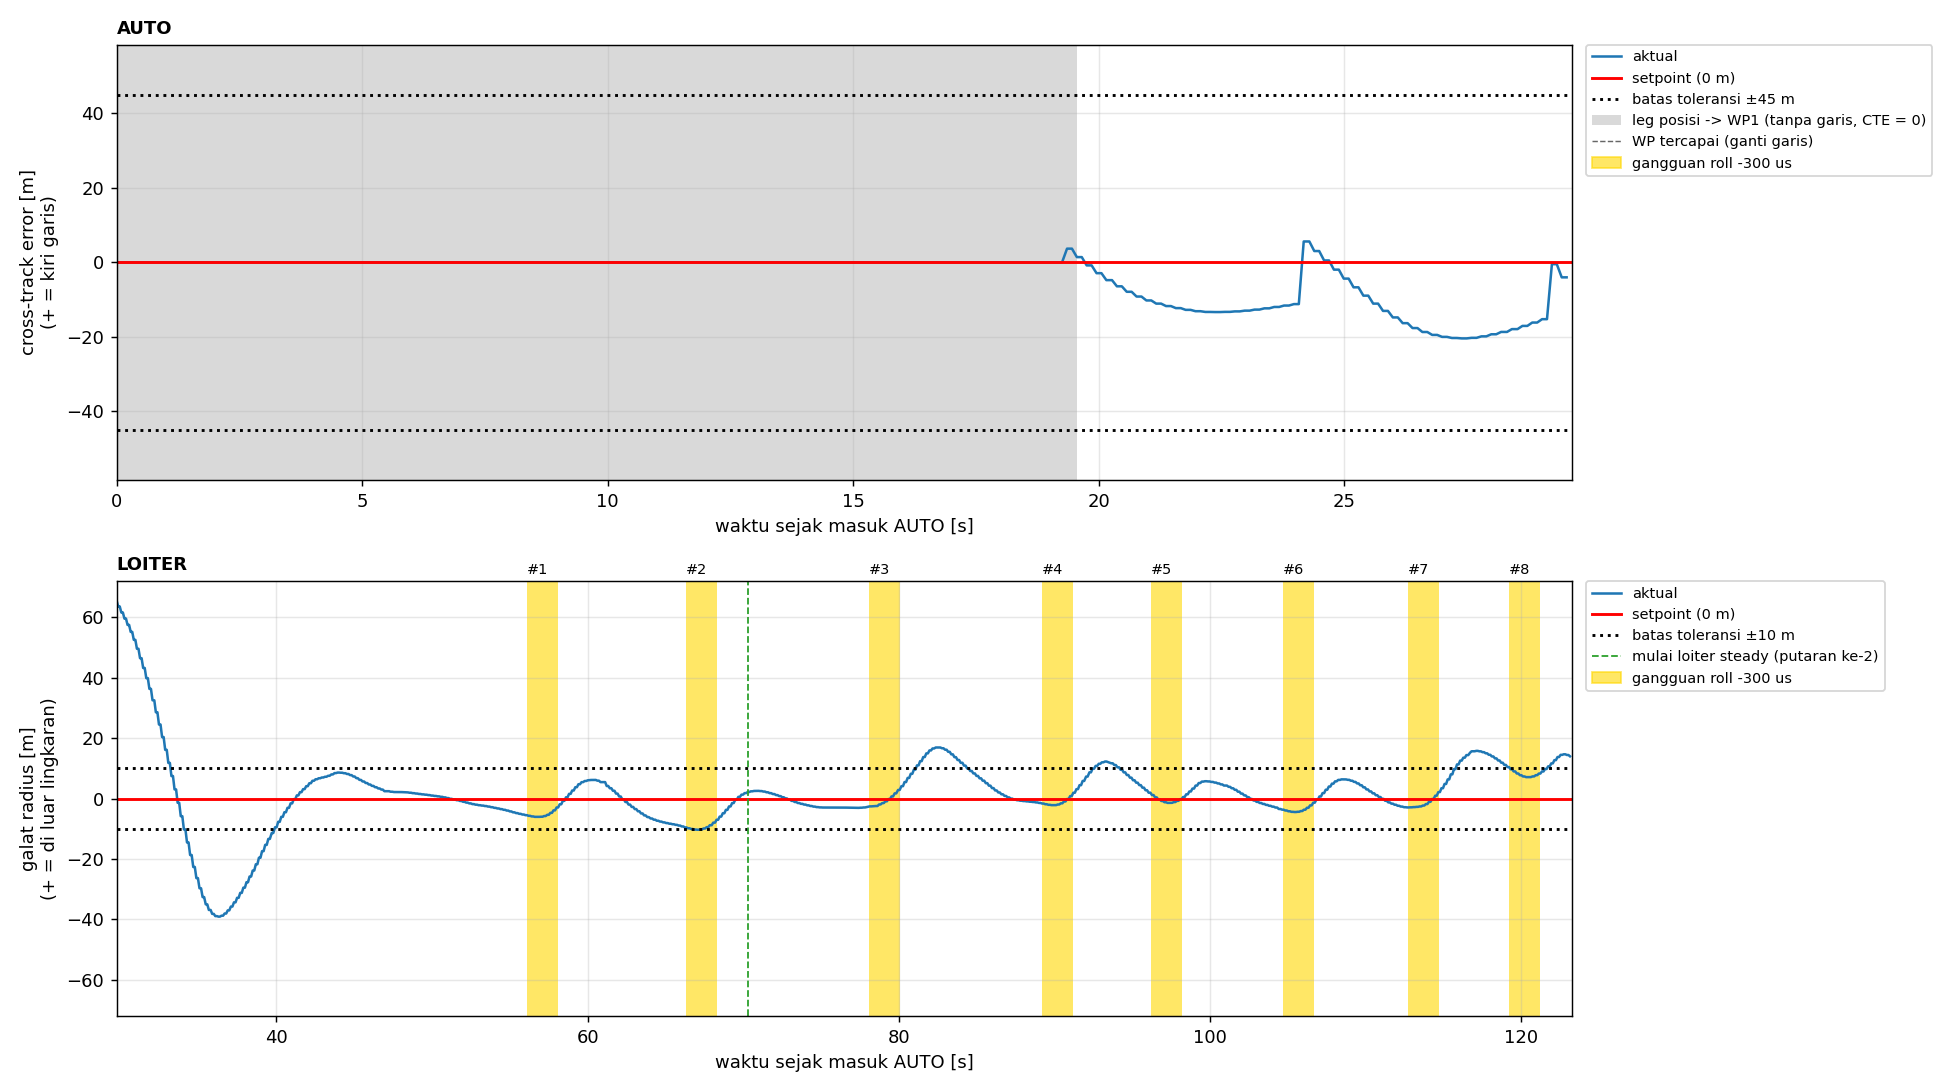 AUTO
cross-track error [m]
(+ = kiri garis)
40
20
0
−20
−40
0
5
10
15
20
25
waktu sejak masuk AUTO [s]
aktual
setpoint (0 m)
batas toleransi ±45 m
leg posisi -> WP1 (tanpa garis, CTE = 0)
WP tercapai (ganti garis)
gangguan roll -300 us
LOITER
#1
#2
#3
#4
#5
#6
#7
#8
galat radius [m]
(+ = di luar lingkaran)
60
40
20
0
−20
−40
−60
40
60
80
100
120
waktu sejak masuk AUTO [s]
aktual
setpoint (0 m)
batas toleransi ±10 m
mulai loiter steady (putaran ke-2)
gangguan roll -300 us